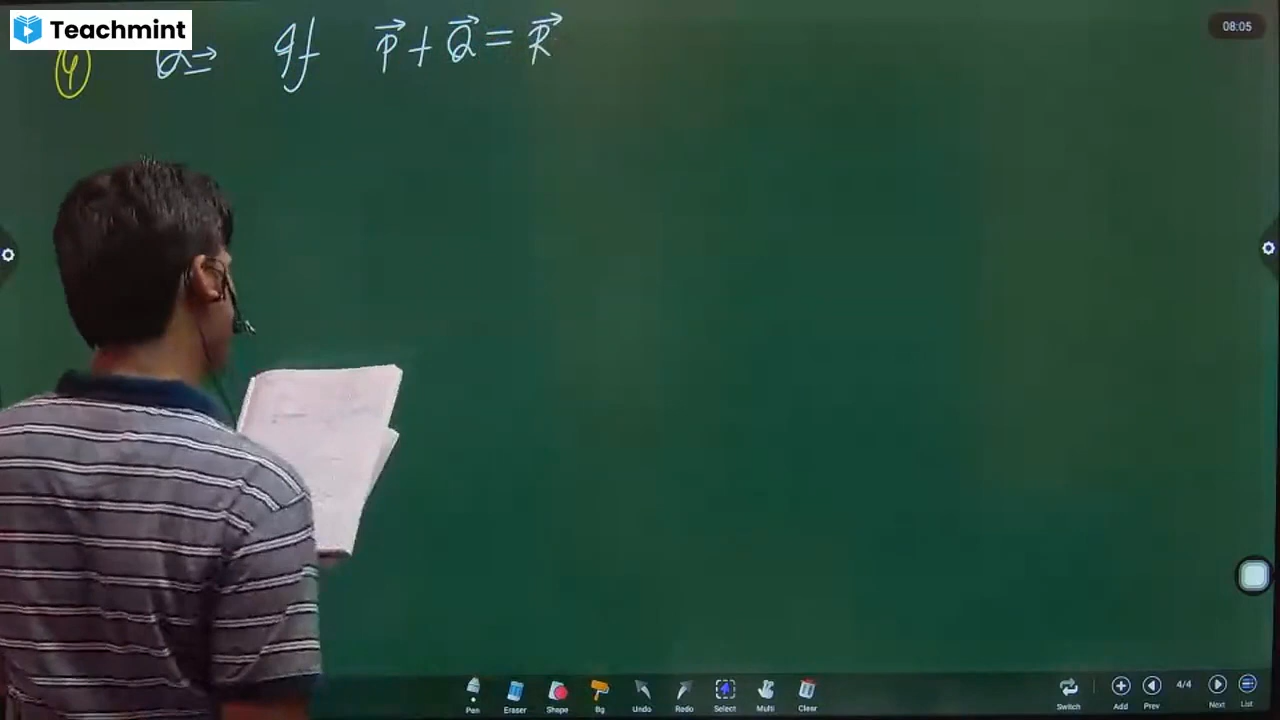 Teachmint
08:05
④ Q⇒ If P⃗ + Q⃗ = R⃗
Pen Eraser Shape Bg Undo Redo Select Multi Clear Switch Add Prev 4/4 Next List